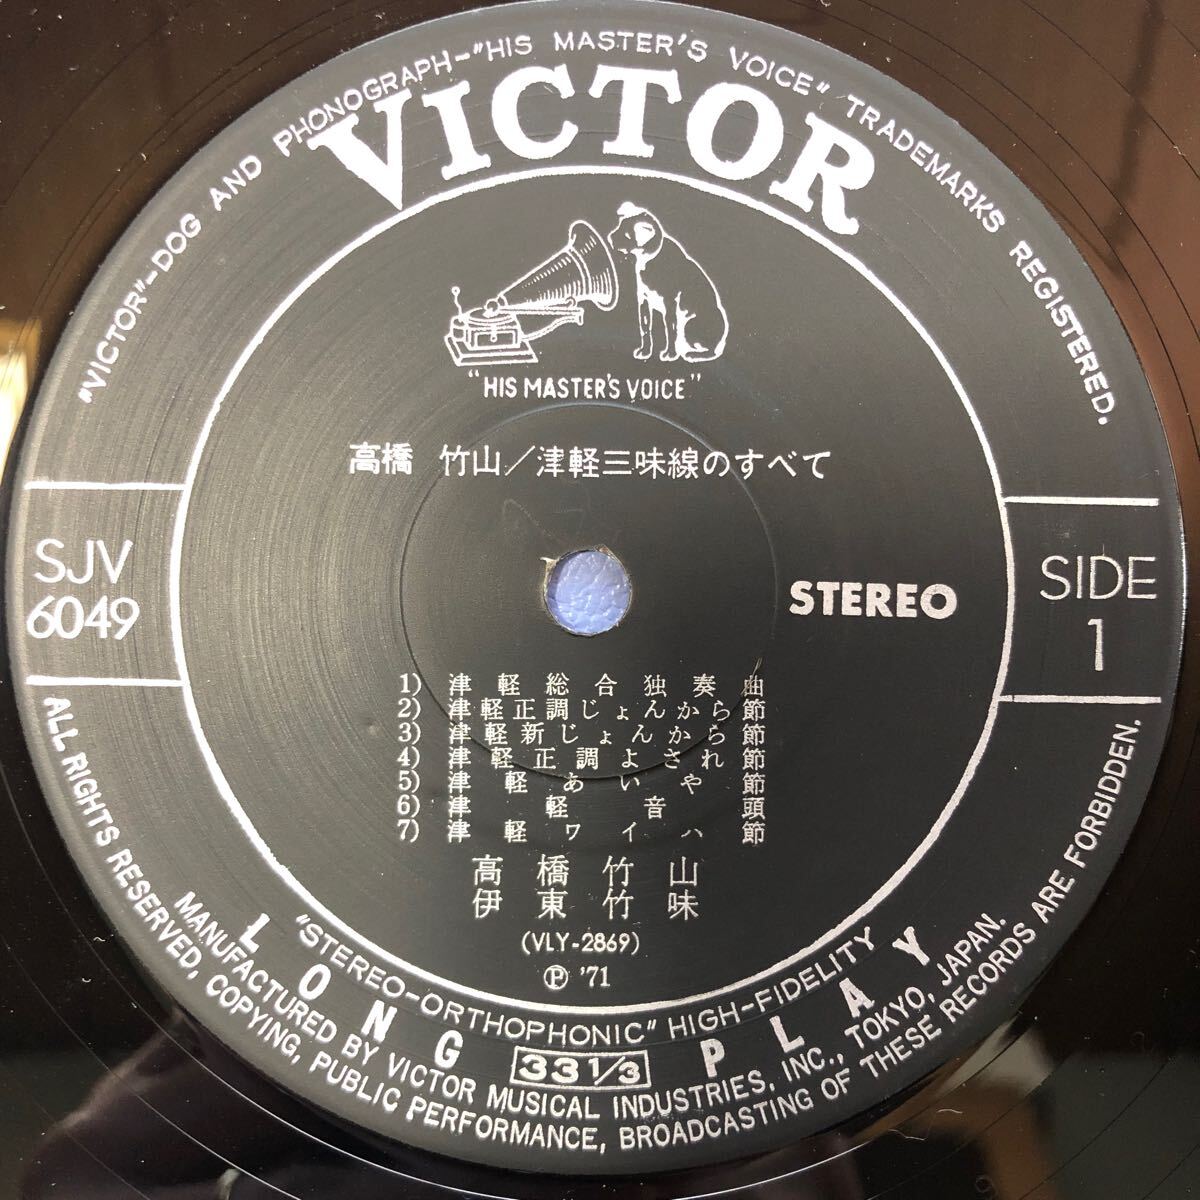 "VICTOR"-DOG AND PHONOGRAPH-"HIS MASTER'S VOICE" TRADEMARKS REGISTERED.
VICTOR
"HIS MASTER'S VOICE"
高橋 竹山/津軽三味線のすべて
SJV
6049
STEREO
SIDE
1
1) 津軽総合独奏曲
2) 津軽正調じょんから節
3) 津軽新じょんから節
4) 津軽正調よされ節
5) 津軽あいや節
6) 津軽音頭
7) 津軽ワイハ節
高橋竹山
伊東竹味
(VLY-2869)
Ⓟ '71
"STEREO-ORTHOPHONIC" HIGH-FIDELITY
LONG 33 1/3 PLAY
MANUFACTURED BY VICTOR MUSICAL INDUSTRIES, INC., TOKYO, JAPAN.
ALL RIGHTS RESERVED, COPYING, PUBLIC PERFORMANCE, BROADCASTING OF THESE RECORDS ARE FORBIDDEN.